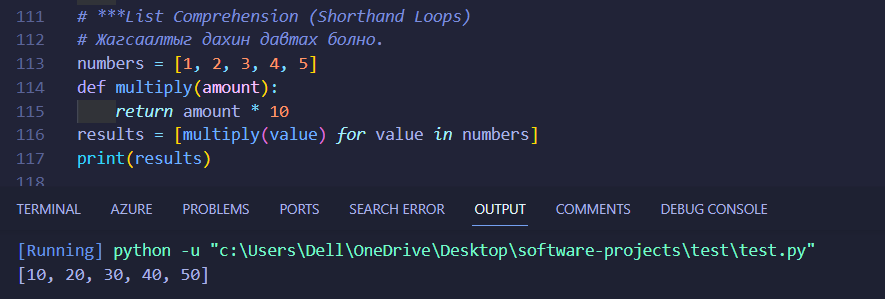 111 # ***List Comprehension (Shorthand Loops)
112 # Жагсаалтыг дахин давтах болно.
113 numbers = [1, 2, 3, 4, 5]
114 def multiply(amount):
115     return amount * 10
116 results = [multiply(value) for value in numbers]
117 print(results)
118
TERMINAL AZURE PROBLEMS PORTS SEARCH ERROR OUTPUT COMMENTS DEBUG CONSOLE
[Running] python -u "c:\Users\Dell\OneDrive\Desktop\software-projects\test\test.py"
[10, 20, 30, 40, 50]